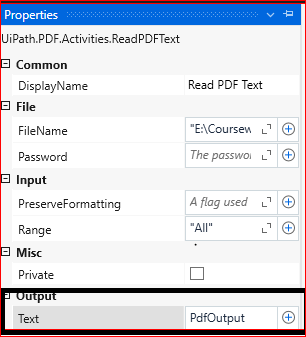 Properties
UiPath.PDF.Activities.ReadPDFText
Common
DisplayName Read PDF Text
File
FileName "E:\Coursew
Password The passwor
Input
PreserveFormatting A flag used
Range "All"
Misc
Private
Output
Text PdfOutput